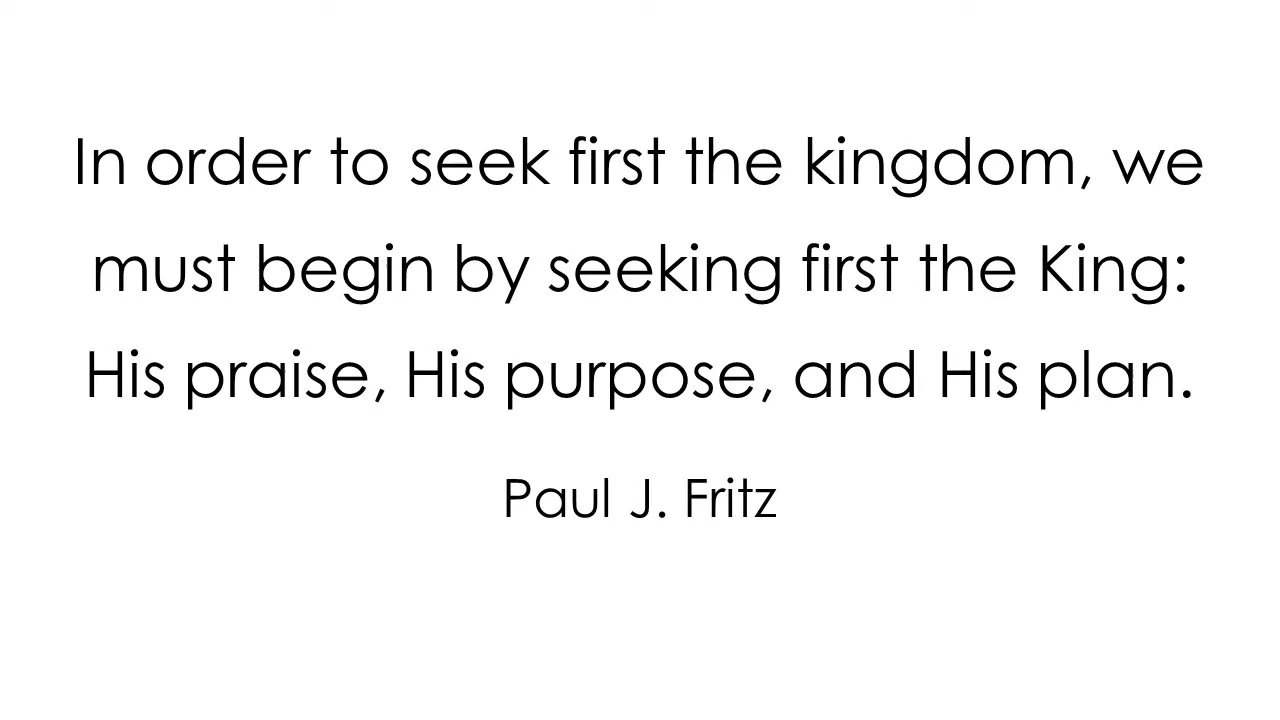 In order to seek first the kingdom, we
must begin by seeking first the King:
His praise, His purpose, and His plan.
Paul J. Fritz